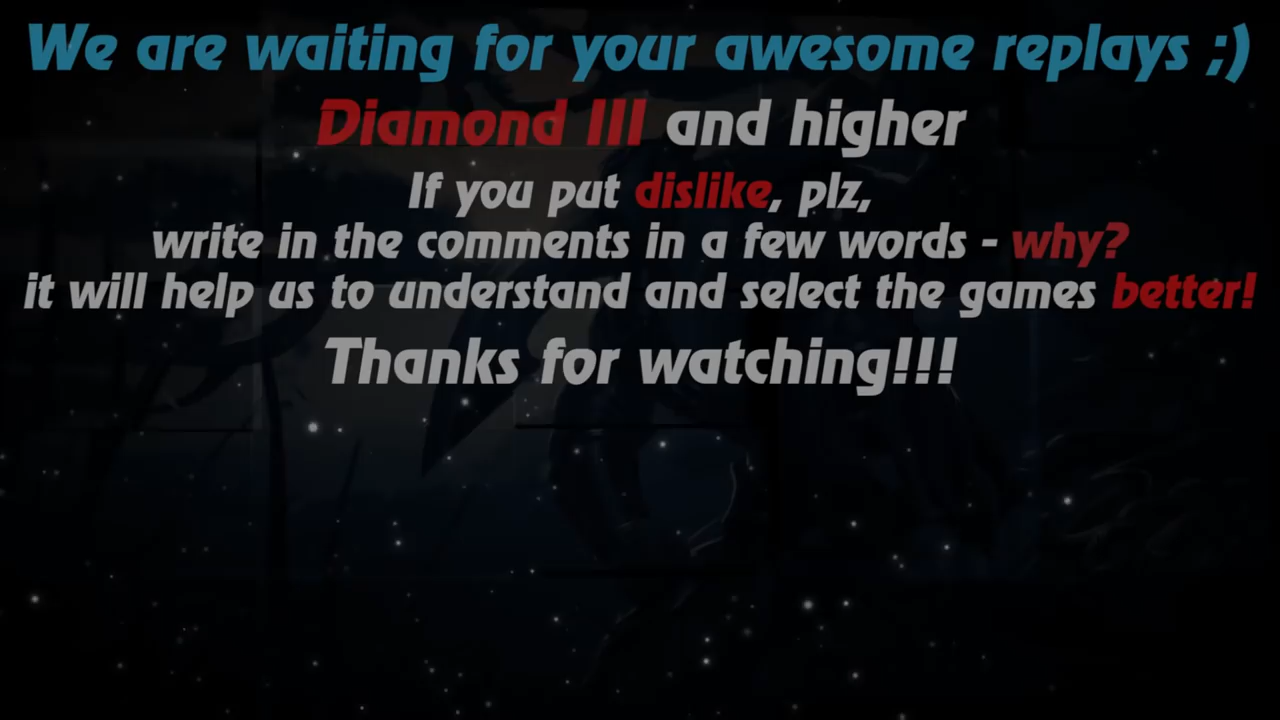 We are waiting for your awesome replays ;)
Diamond III and higher
If you put dislike, plz,
write in the comments in a few words - why?
it will help us to understand and select the games better!
Thanks for watching!!!